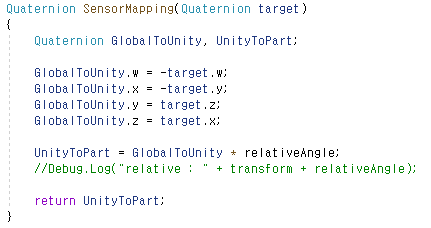 Quaternion SensorMapping(Quaternion target)
{
    Quaternion GlobalToUnity, UnityToPart;

    GlobalToUnity.w = -target.w;
    GlobalToUnity.x = -target.y;
    GlobalToUnity.y = target.z;
    GlobalToUnity.z = target.x;

    UnityToPart = GlobalToUnity * relativeAngle;
    //Debug.Log("relative : " + transform + relativeAngle);

    return UnityToPart;
}